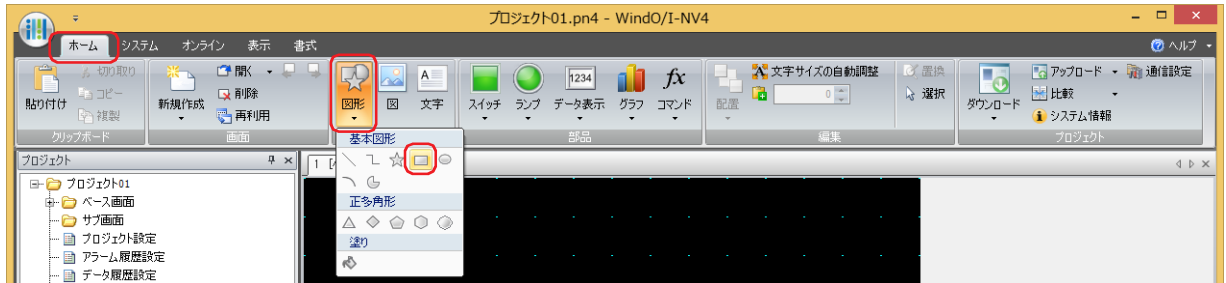 プロジェクト01.pn4 - WindO/I-NV4
ホーム システム オンライン 表示 書式 ヘルプ
貼り付け 切り取り コピー 複製
新規作成 開く 削除 再利用
図形 図 文字
スイッチ ランプ 1234 データ表示 グラフ fx コマンド
配置 文字サイズの自動調整 0 置換 選択
ダウンロード アップロード 比較 システム情報 通信設定
クリップボード 画面 部品 編集 プロジェクト
基本図形
正多角形
塗り
プロジェクト
1
プロジェクト01
ベース画面
サブ画面
プロジェクト設定
アラーム履歴設定
データ履歴設定